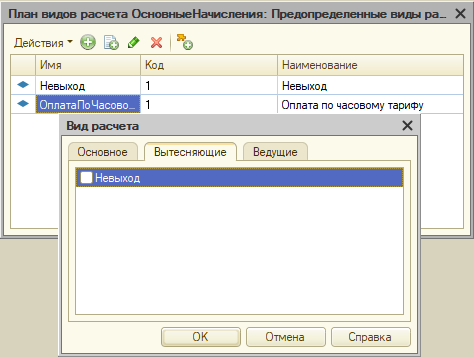 План видов расчета ОсновныеНачисления: Предопределенные виды ра...
Действия
Имя Код Наименование
Невыход 1 Невыход
ОплатаПоЧасово... 1 Оплата по часовому тарифу
Вид расчета
Основное Вытесняющие Ведущие
Невыход
OK Отмена Справка